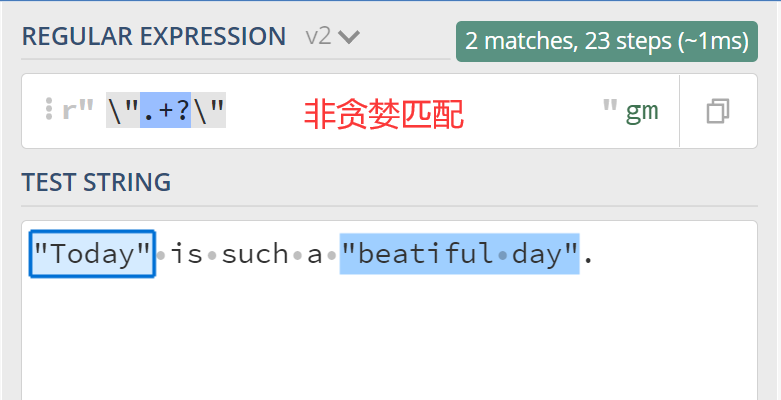 REGULAR EXPRESSION v2 2 matches, 23 steps (~1ms)
r" \".+?\" 非贪婪匹配 " gm
TEST STRING
"Today" is such a "beatiful day".